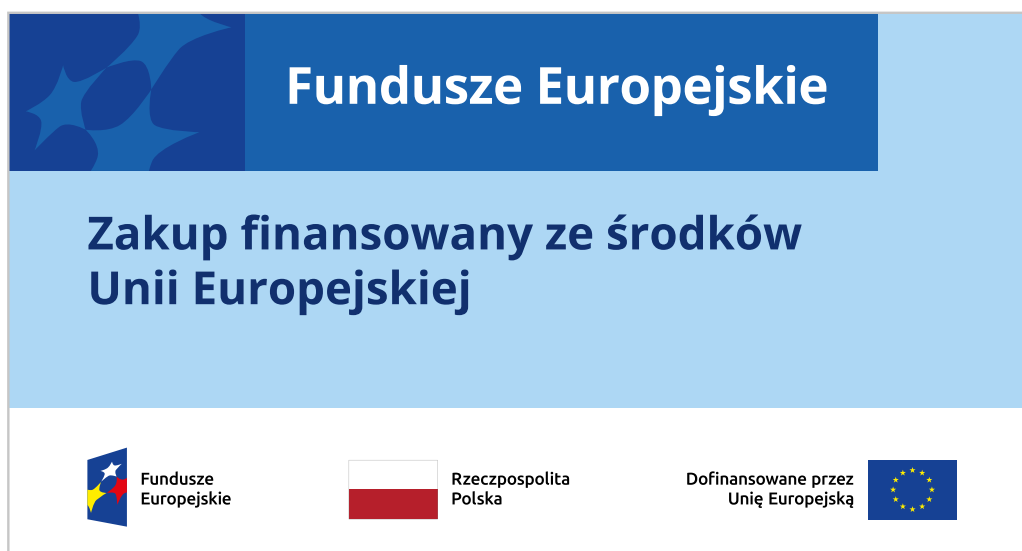 Fundusze Europejskie
Zakup finansowany ze środków
Unii Europejskiej
Fundusze
Europejskie
Rzeczpospolita
Polska
Dofinansowane przez
Unię Europejską